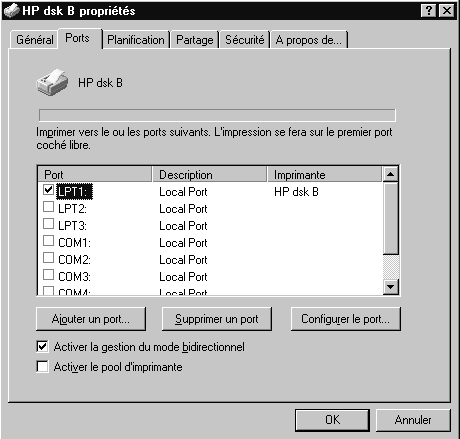 HP dsk B propriétés
Général Ports Planification Partage Sécurité A propos de...
HP dsk B
Imprimer vers le ou les ports suivants. L'impression se fera sur le premier port
coché libre.
Port Description Imprimante
LPT1: Local Port HP dsk B
LPT2: Local Port
LPT3: Local Port
COM1: Local Port
COM2: Local Port
COM3: Local Port
COM4: Local Port
Ajouter un port... Supprimer un port Configurer le port...
Activer la gestion du mode bidirectionnel
Activer le pool d'imprimante
OK Annuler